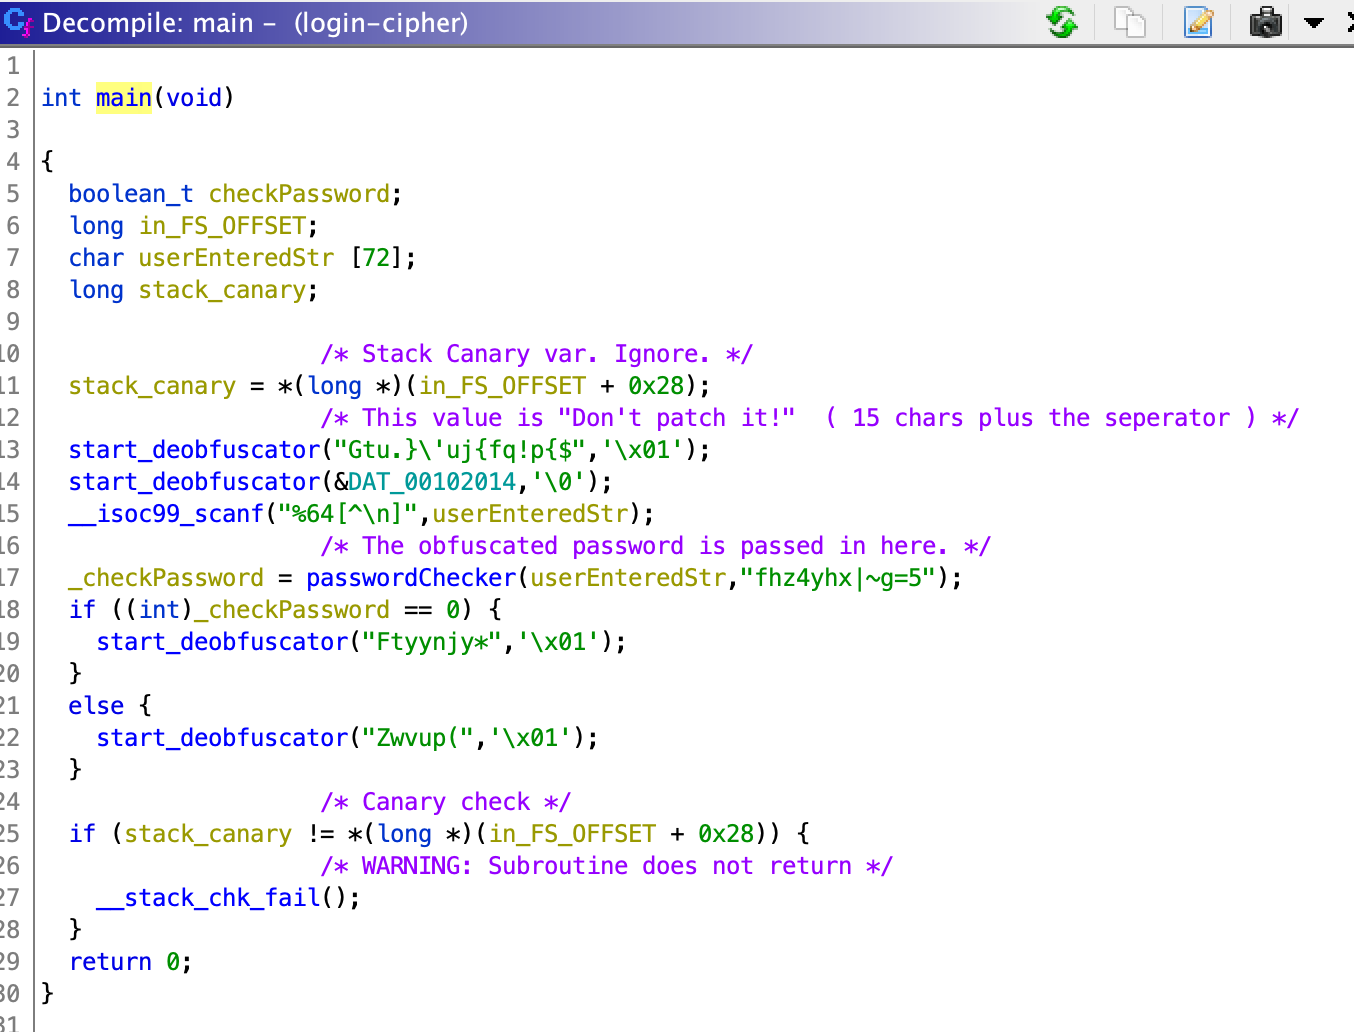 Decompile: main – (login-cipher)
1
2 int main(void)
3
4 {
5 boolean_t checkPassword;
6 long in_FS_OFFSET;
7 char userEnteredStr [72];
8 long stack_canary;
9
10 /* Stack Canary var. Ignore. */
11 stack_canary = *(long *)(in_FS_OFFSET + 0x28);
12 /* This value is "Don't patch it!" ( 15 chars plus the seperator ) */
13 start_deobfuscator("Gtu.}\'uj{fq!p{$",'\x01');
14 start_deobfuscator(&DAT_00102014,'\0');
15 __isoc99_scanf("%64[^\n]",userEnteredStr);
16 /* The obfuscated password is passed in here. */
17 _checkPassword = passwordChecker(userEnteredStr,"fhz4yhx|~g=5");
18 if ((int)_checkPassword == 0) {
19 start_deobfuscator("Ftyynjy*",'\x01');
20 }
21 else {
22 start_deobfuscator("Zwvup(",'\x01');
23 }
24 /* Canary check */
25 if (stack_canary != *(long *)(in_FS_OFFSET + 0x28)) {
26 /* WARNING: Subroutine does not return */
27 __stack_chk_fail();
28 }
29 return 0;
30 }
31